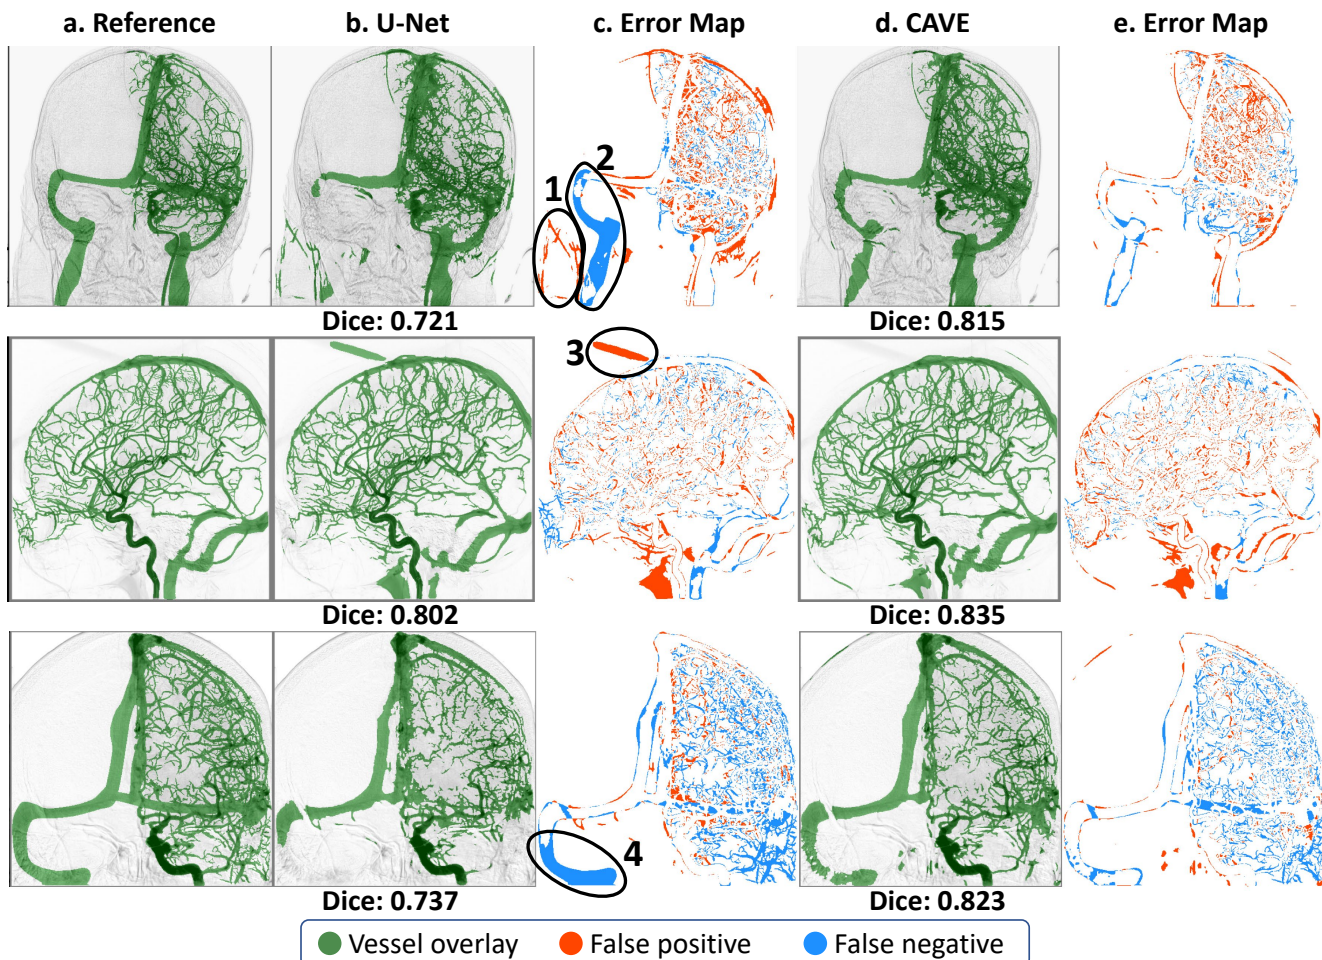 a. Reference b. U-Net c. Error Map d. CAVE e. Error Map
1 2
Dice: 0.721 Dice: 0.815
3
Dice: 0.802 Dice: 0.835
4
Dice: 0.737 Dice: 0.823
Vessel overlay False positive False negative